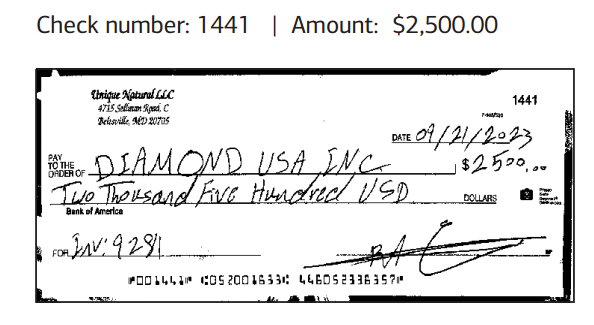 Check number: 1441 | Amount: $2,500.00
Unique Natural LLC
1441
4715 Sellman Road, C
Beltsville, MD 20705
DATE 09/21/2023
PAY TO THE ORDER OF DIAMOND USA INC $2500.00
Two Thousand Five Hundred USD DOLLARS
Bank of America
FOR Inv: 9281
⑈001441⑈ ⑆052001633⑆ 446052336357⑈